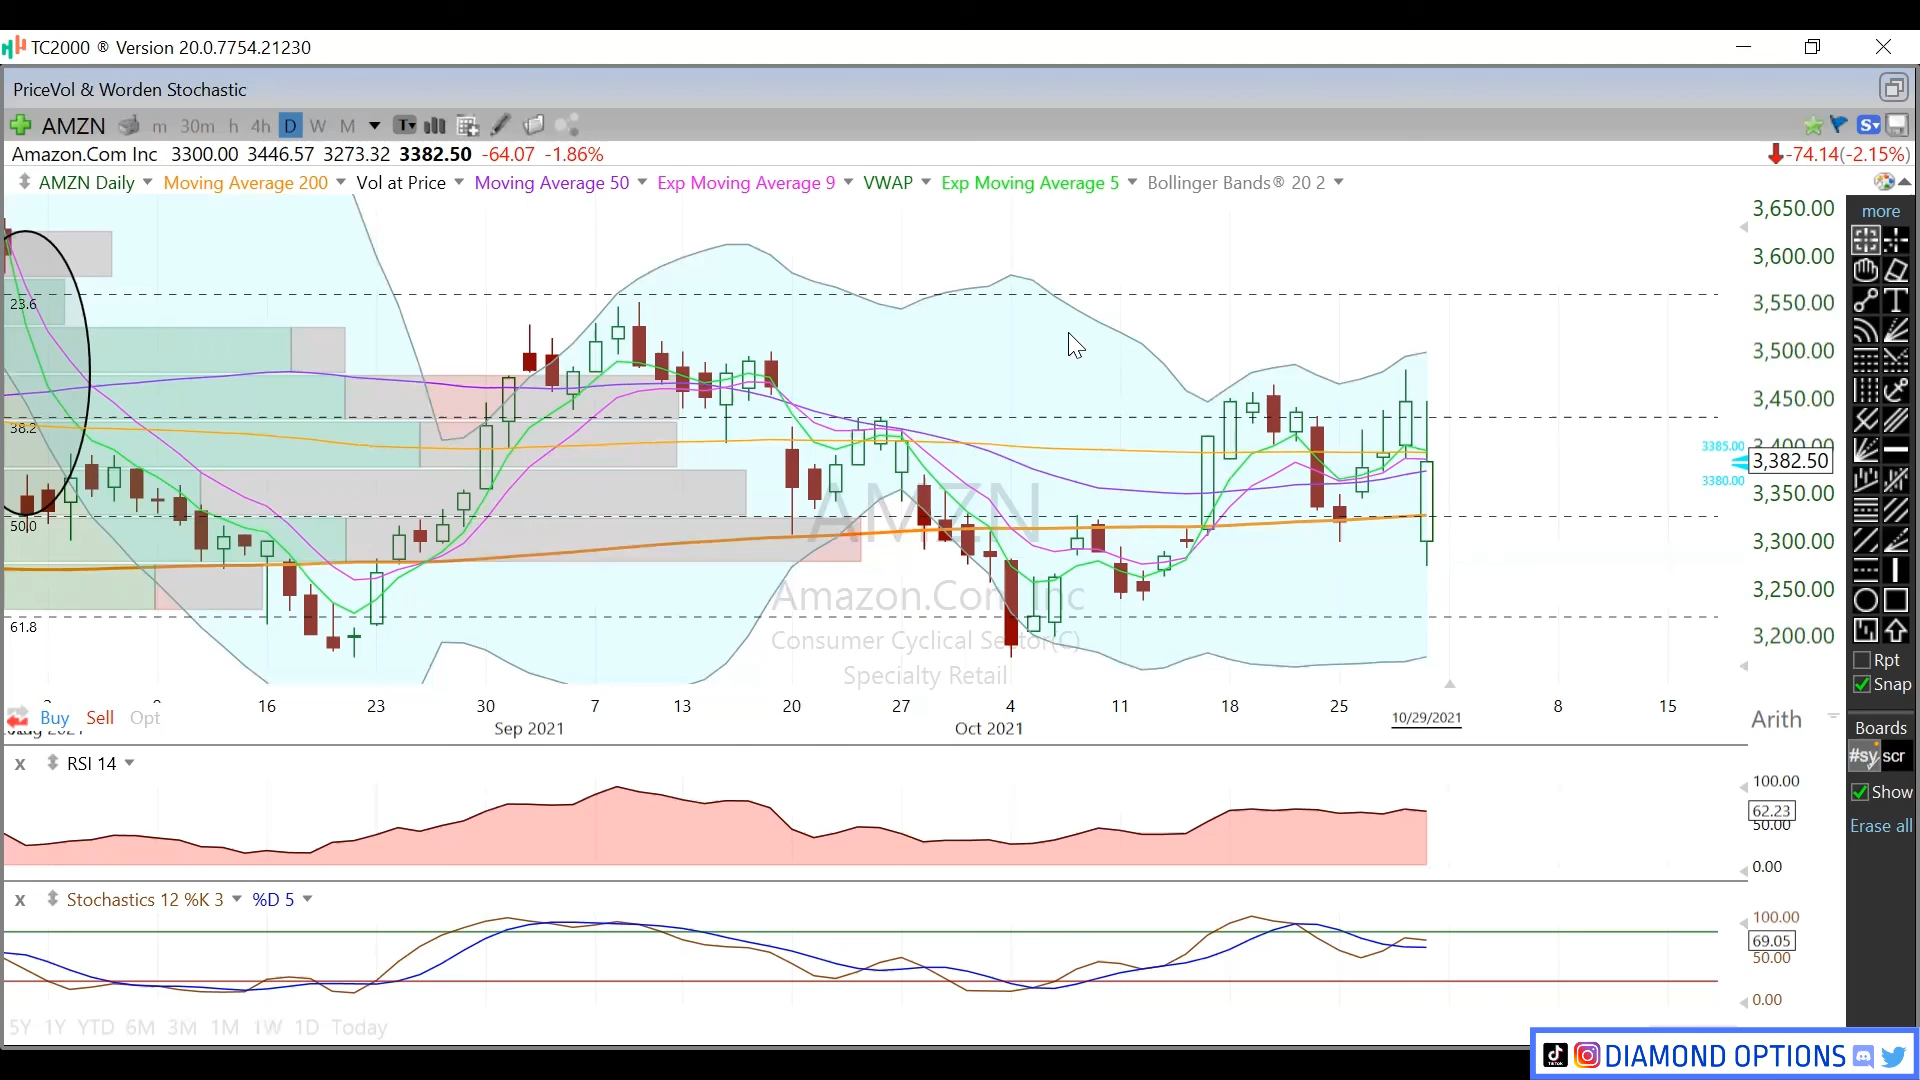 TC2000 ® Version 20.0.7754.21230
PriceVol & Worden Stochastic
AMZN m 30m h 4h D W M T S
Amazon.Com Inc 3300.00 3446.57 3273.32 3382.50 -64.07 -1.86% -74.14(-2.15%)
AMZN Daily Moving Average 200 Vol at Price Moving Average 50 Exp Moving Average 9 VWAP Exp Moving Average 5 Bollinger Bands® 20 2
more
3,650.00
3,600.00
3,550.00
3,500.00
3,450.00
3,400.00
3385.00
3,382.50
3380.00
3,350.00
3,300.00
3,250.00
3,200.00
23.6
38.2
50.0
61.8
AMZN
Amazon.Com Inc
Consumer Cyclical Sector(C)
Specialty Retail
Rpt
Snap
16 23 30 7 13 20 27 4 11 18 25 10/29/2021 8 15
Buy Sell Opt
Aug 2021 Sep 2021 Oct 2021
Arith
Boards
#sy scr
Show
Erase all
x RSI 14
100.00
62.23
50.00
0.00
x Stochastics 12 %K 3 %D 5
100.00
69.05
50.00
0.00
5Y 1Y YTD 6M 3M 1M 1W 1D Today
DIAMOND OPTIONS